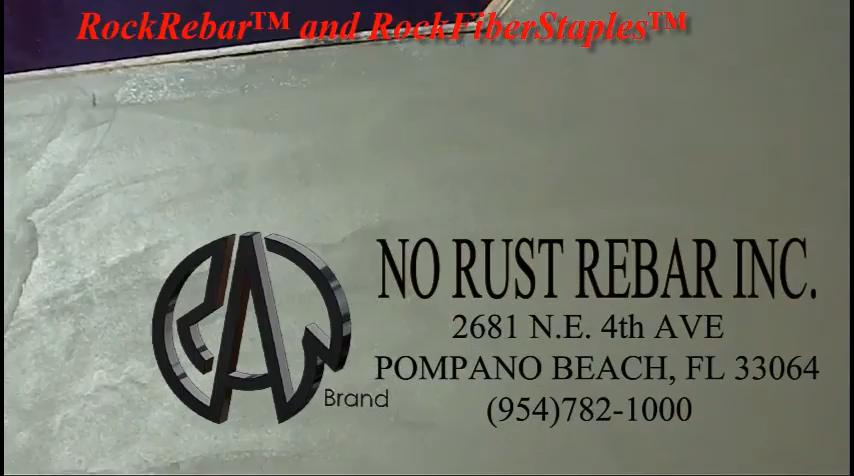 RockRebar™ and RockFiberStaples™
NO RUST REBAR INC.
2681 N.E. 4th AVE
POMPANO BEACH, FL 33064
Brand
(954)782-1000